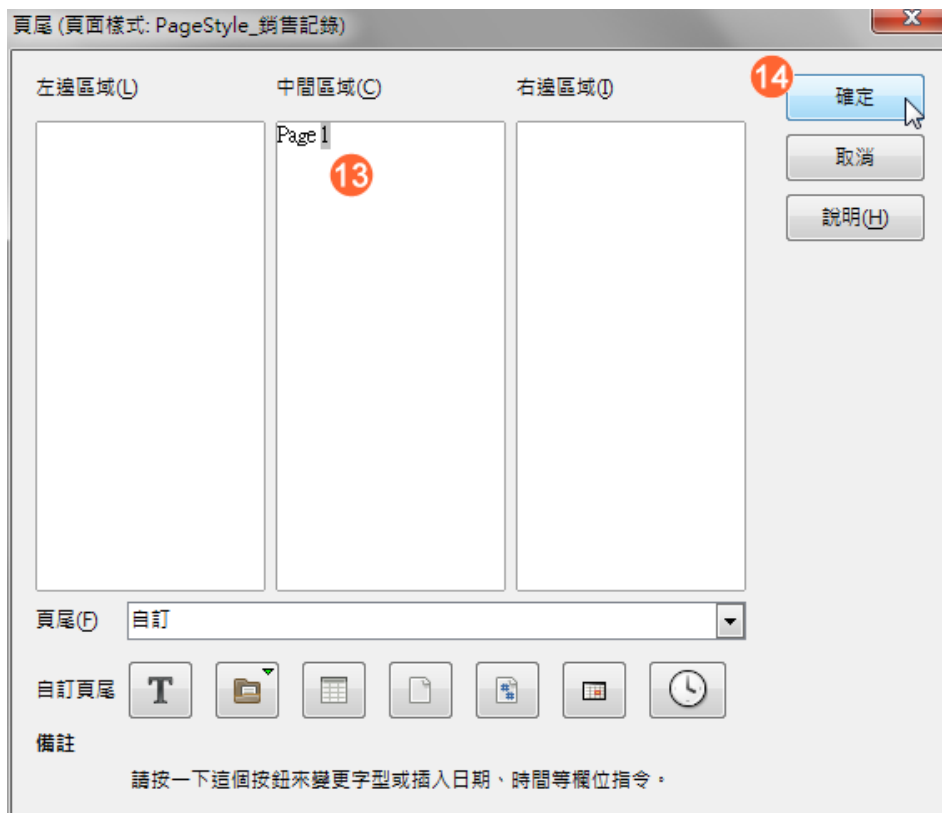 頁尾 (頁面樣式: PageStyle_銷售記錄)
左邊區域(L)
中間區域(C)
右邊區域(I)
14
確定
Page 1
13
取消
說明(H)
頁尾(F)
自訂
自訂頁尾
T
備註
請按一下這個按鈕來變更字型或插入日期、時間等欄位指令。